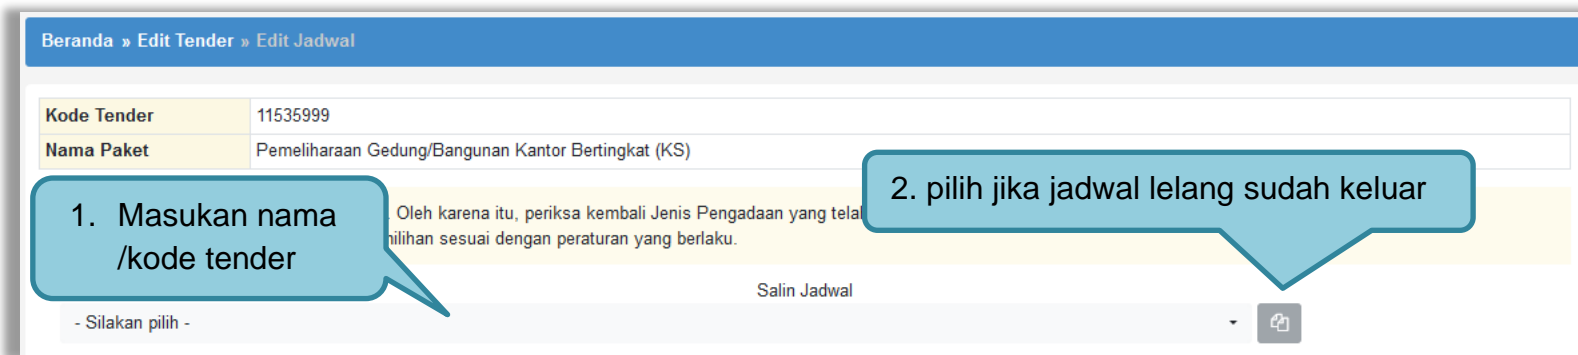 Beranda » Edit Tender » Edit Jadwal
Kode Tender 11535999
Nama Paket Pemeliharaan Gedung/Bangunan Kantor Bertingkat (KS)
2. pilih jika jadwal lelang sudah keluar
1. Masukan nama
/kode tender
. Oleh karena itu, periksa kembali Jenis Pengadaan yang
sesuai dengan peraturan yang berlaku.
Salin Jadwal
- Silakan pilih -